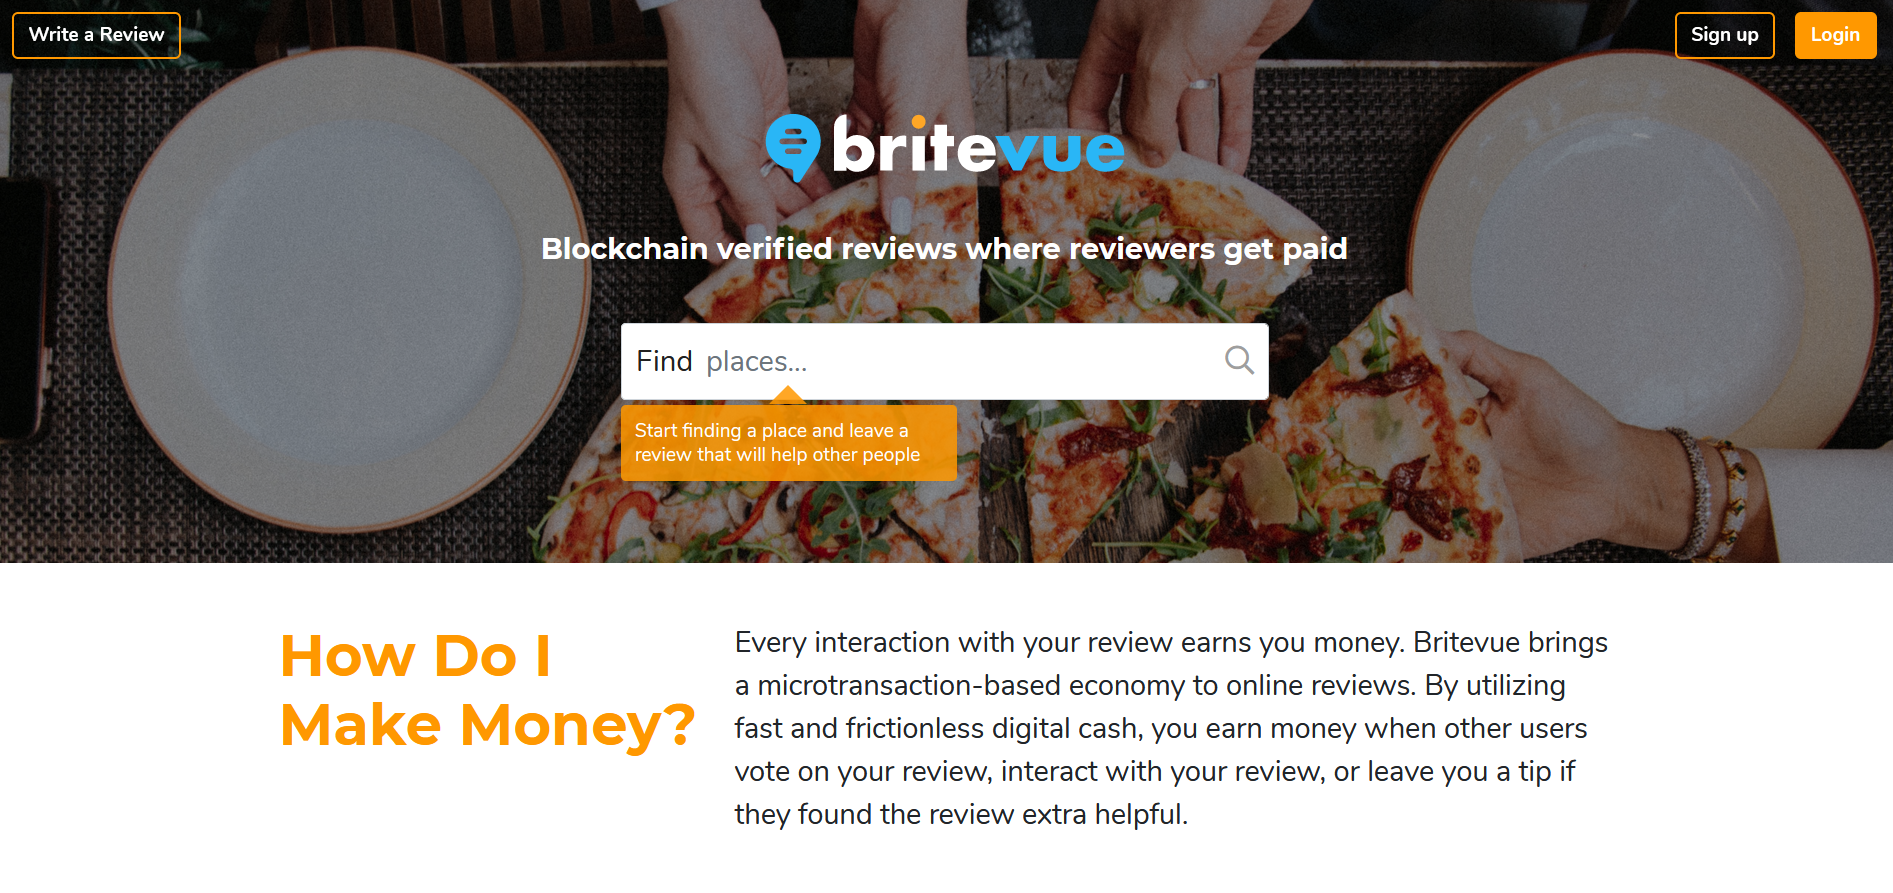 Write a Review
Sign up
Login
britevue
Blockchain verified reviews where reviewers get paid
Find places...
Start finding a place and leave a
review that will help other people
How Do I
Make Money?
Every interaction with your review earns you money. Britevue brings
a microtransaction-based economy to online reviews. By utilizing
fast and frictionless digital cash, you earn money when other users
vote on your review, interact with your review, or leave you a tip if
they found the review extra helpful.